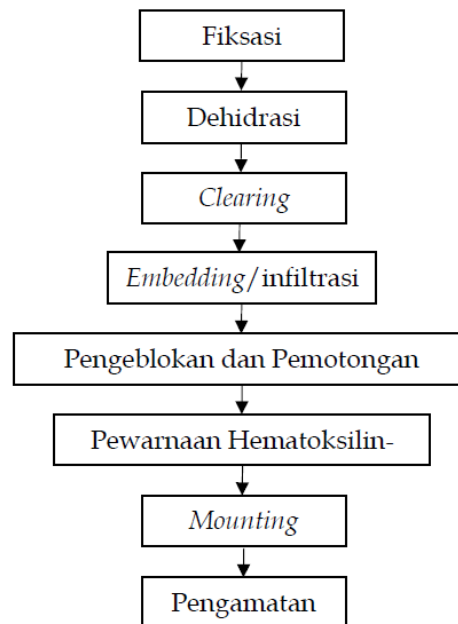 Fiksasi
Dehidrasi
Clearing
Embedding/infiltrasi
Pengeblokan dan Pemotongan
Pewarnaan Hematoksilin-
Mounting
Pengamatan